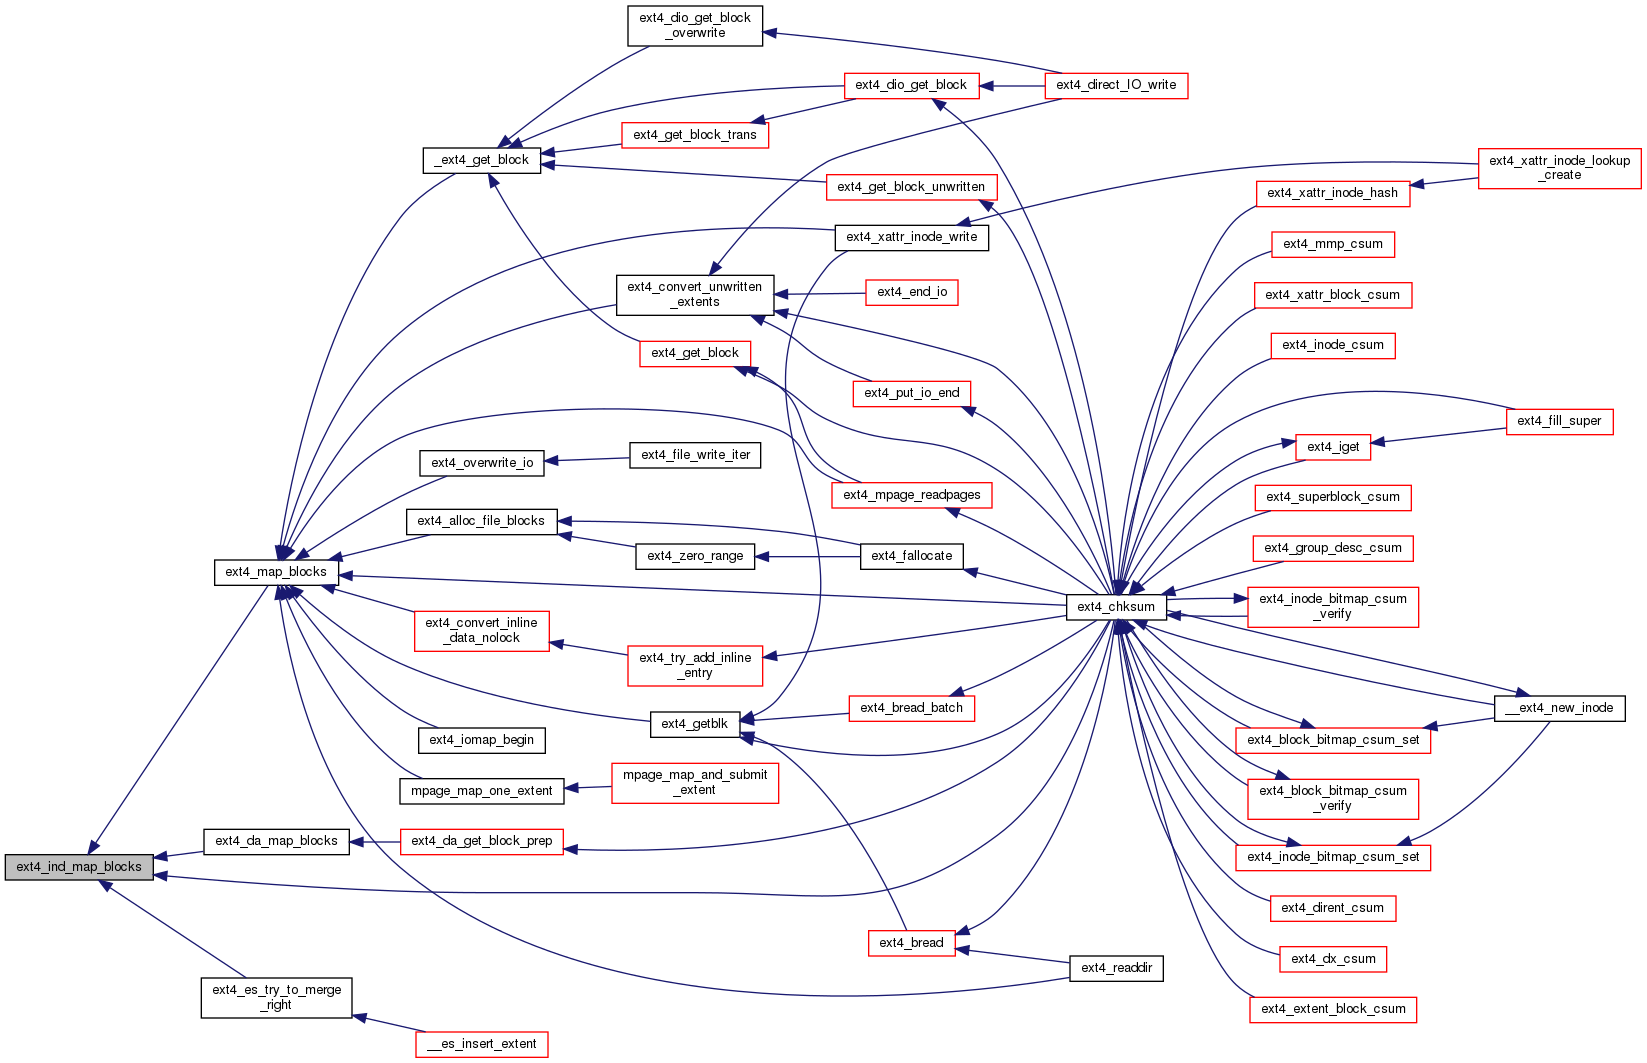 ext4_dio_get_block
_overwrite
ext4_dio_get_block
ext4_direct_IO_write
ext4_get_block_trans
_ext4_get_block
ext4_xattr_inode_lookup
_create
ext4_get_block_unwritten
ext4_xattr_inode_hash
ext4_xattr_inode_write
ext4_mmp_csum
ext4_convert_unwritten
_extents
ext4_end_io
ext4_xattr_block_csum
ext4_get_block
ext4_inode_csum
ext4_put_io_end
ext4_fill_super
ext4_overwrite_io
ext4_file_write_iter
ext4_iget
ext4_mpage_readpages
ext4_superblock_csum
ext4_alloc_file_blocks
ext4_zero_range
ext4_fallocate
ext4_group_desc_csum
ext4_map_blocks
ext4_chksum
ext4_inode_bitmap_csum
_verify
ext4_convert_inline
_data_nolock
ext4_try_add_inline
_entry
ext4_bread_batch
__ext4_new_inode
ext4_getblk
ext4_iomap_begin
ext4_block_bitmap_csum_set
mpage_map_one_extent
mpage_map_and_submit
_extent
ext4_block_bitmap_csum
_verify
ext4_da_map_blocks
ext4_da_get_block_prep
ext4_inode_bitmap_csum_set
ext4_ind_map_blocks
ext4_dirent_csum
ext4_bread
ext4_dx_csum
ext4_readdir
ext4_es_try_to_merge
_right
ext4_extent_block_csum
__es_insert_extent